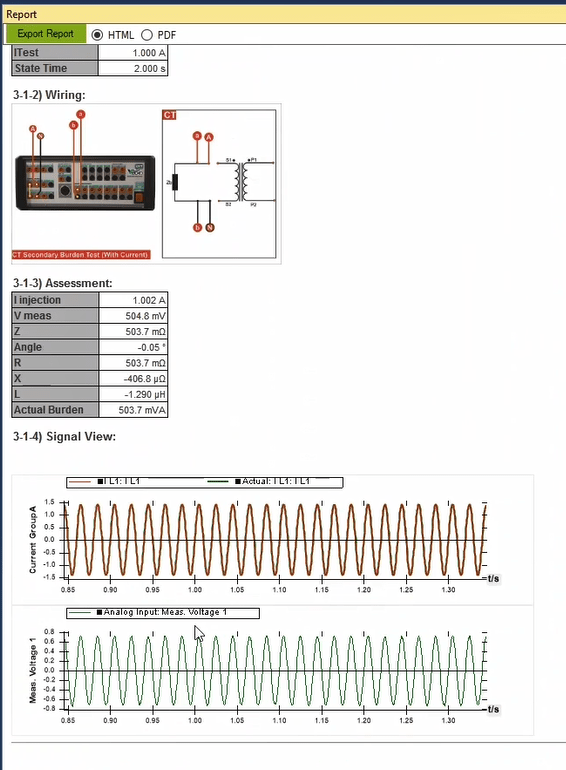 Report
Export Report HTML PDF
ITest 1.000 A
State Time 2.000 s
3-1-2) Wiring:
CT
a
b
A
N
a A
S1 P1
S2 P2
b N
CT Secondary Burden Test (With Current)
3-1-3) Assessment:
I injection 1.002 A
V meas 504.8 mV
Z 503.7 mΩ
Angle -0.05 °
R 503.7 mΩ
X -406.8 µΩ
L -1.290 µH
Actual Burden 503.7 mVA
3-1-4) Signal View:
I L1: I L1 Actual: I L1: I L1
Current GroupA
1.5
1.0
0.5
0.0
-0.5
-1.0
-1.5
0.85 0.90 0.95 1.00 1.05 1.10 1.15 1.20 1.25 1.30 t/s
Analog Input: Meas. Voltage 1
Meas. Voltage 1
0.8
0.6
0.4
0.2
0.0
-0.2
-0.4
-0.6
-0.8
0.85 0.90 0.95 1.00 1.05 1.10 1.15 1.20 1.25 1.30 t/s